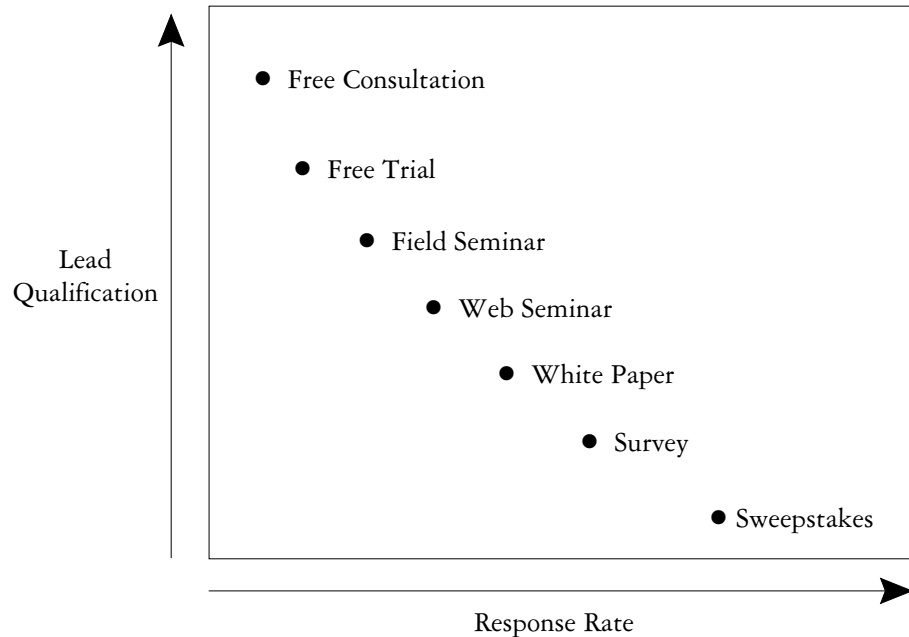 Free Consultation
Free Trial
Field Seminar
Lead
Qualification
Web Seminar
White Paper
Survey
Sweepstakes
Response Rate